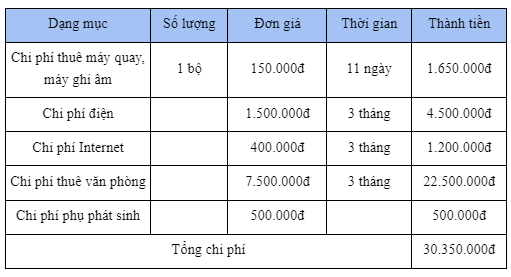 Dạng mục Số lượng Đơn giá Thời gian Thành tiền
Chi phí thuê máy quay,
máy ghi âm 1 bộ 150.000đ 11 ngày 1.650.000đ
Chi phí điện 1.500.000đ 3 tháng 4.500.000đ
Chi phí Internet 400.000đ 3 tháng 1.200.000đ
Chi phí thuê văn phòng 7.500.000đ 3 tháng 22.500.000đ
Chi phí phụ phát sinh 500.000đ 500.000đ
Tổng chi phí 30.350.000đ